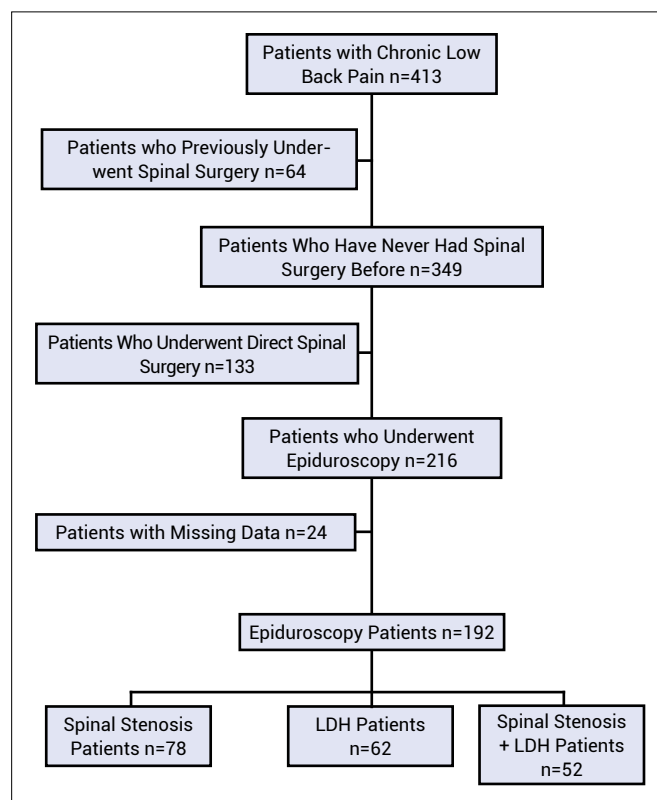 Patients with Chronic Low
Back Pain n=413
Patients who Previously Under-
went Spinal Surgery n=64
Patients Who Have Never Had Spinal
Surgery Before n=349
Patients Who Underwent Direct Spinal
Surgery n=133
Patients who Underwent
Epiduroscopy n=216
Patients with Missing Data n=24
Epiduroscopy Patients n=192
Spinal Stenosis
Patients n=78
LDH Patients
n=62
Spinal Stenosis
+ LDH Patients
n=52